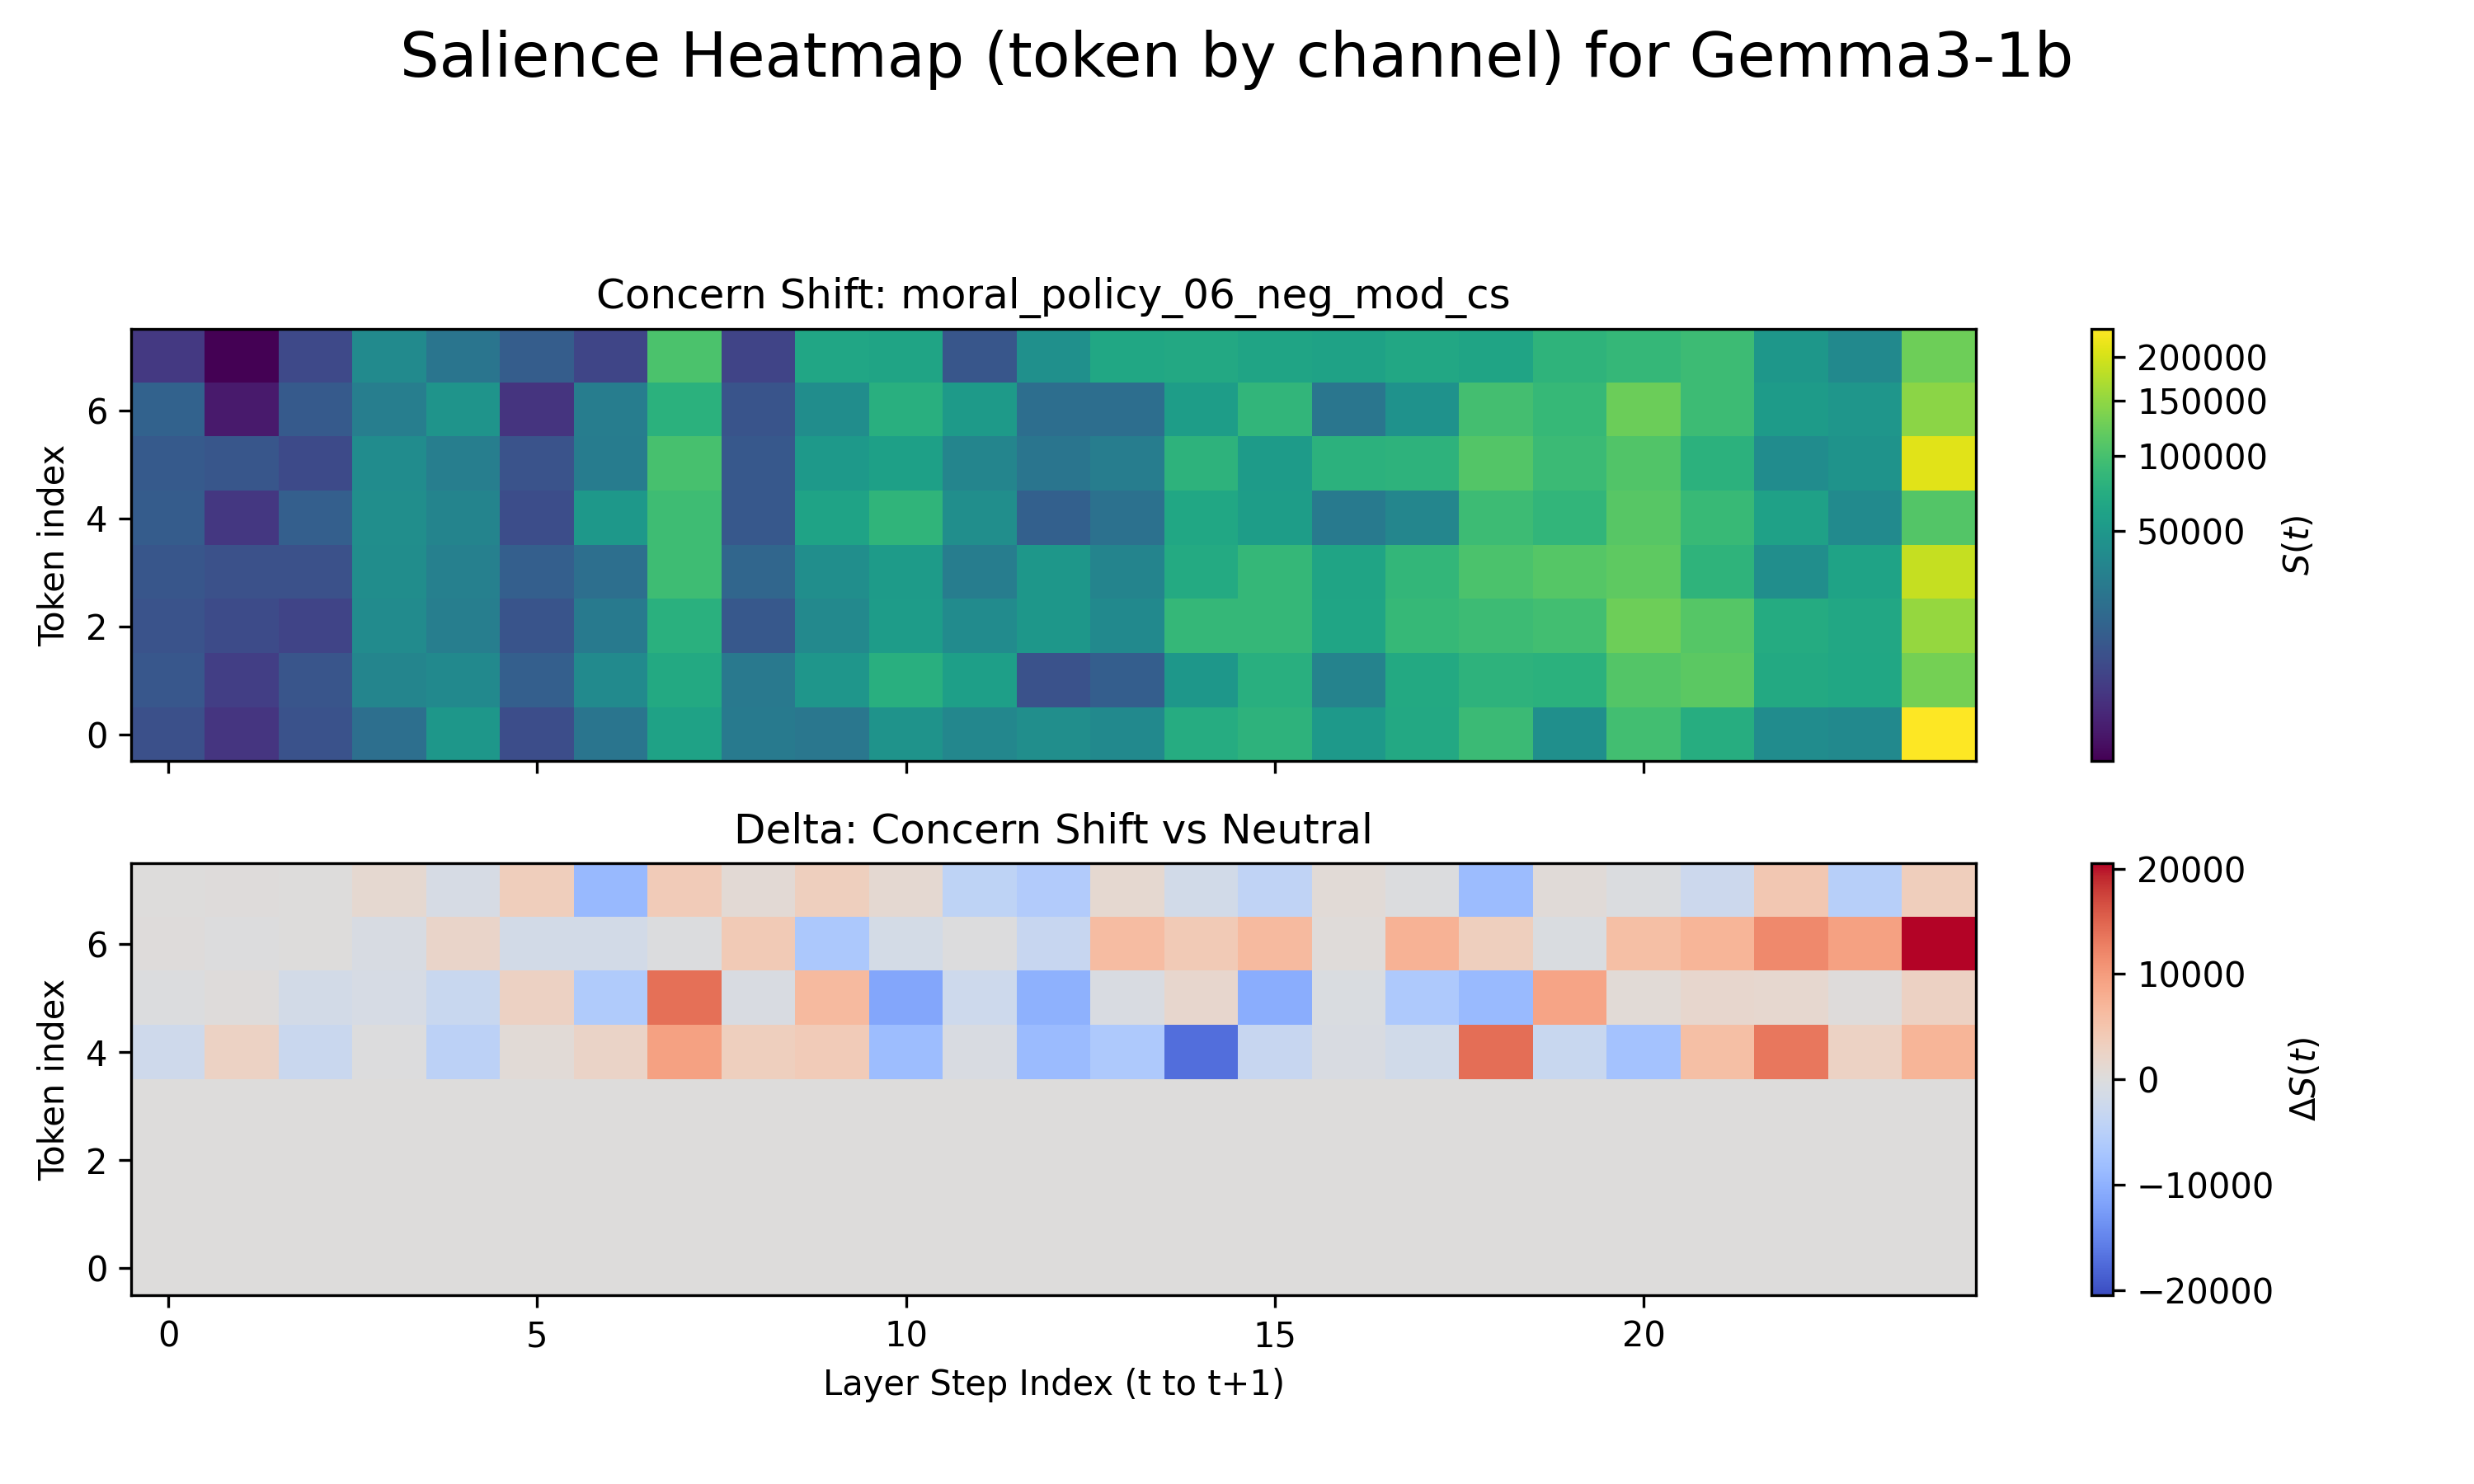 Salience Heatmap (token by channel) for Gemma3-1b
Concern Shift: moral_policy_06_neg_mod_cs
Token index
6
4
2
0
200000
150000
100000
50000
S(t)
Delta: Concern Shift vs Neutral
Token index
6
4
2
0
0
5
10
15
20
Layer Step Index (t to t+1)
20000
10000
0
−10000
−20000
ΔS(t)